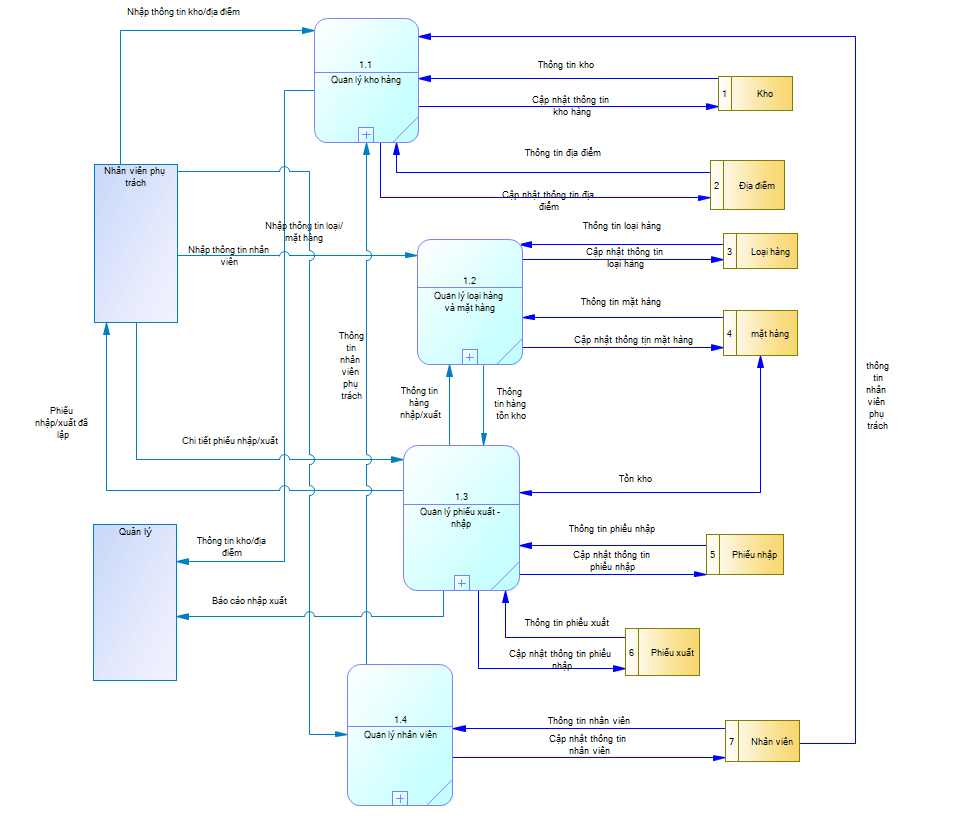 Nhập thông tin kho/địa điểm
1.1
Quản lý kho hàng
Thông tin kho
1
Kho
Cập nhật thông tin
kho hàng
Thông tin địa điểm
2
Địa điểm
Cập nhật thông tin địa
điểm
Nhân viên phụ
trách
Nhập thông tin loại/
mặt hàng
Nhập thông tin nhân
viên
Thông tin loại hàng
3
Loại hàng
Cập nhật thông tin
loại hàng
1.2
Quản lý loại hàng
và mặt hàng
Thông tin mặt hàng
4
mặt hàng
Cập nhật thông tin mặt hàng
Thông
tin
nhân
viên
phụ
trách
thông
tin
nhân
viên
phụ
trách
Thông tin
hàng
nhập/xuất
Thông
tin hàng
tồn kho
Phiếu
nhập/xuất đã
lập
Chi tiết phiếu nhập/xuất
Tồn kho
1.3
Quản lý phiếu xuất -
nhập
Quản lý
Thông tin kho/địa
điểm
Thông tin phiếu nhập
5
Phiếu nhập
Cập nhật thông tin
phiếu nhập
Báo cáo nhập xuất
Thông tin phiếu xuất
6
Phiếu xuất
Cập nhật thông tin phiếu
nhập
1.4
Quản lý nhân viên
Thông tin nhân viên
7
Nhân viên
Cập nhật thông tin
nhân viên